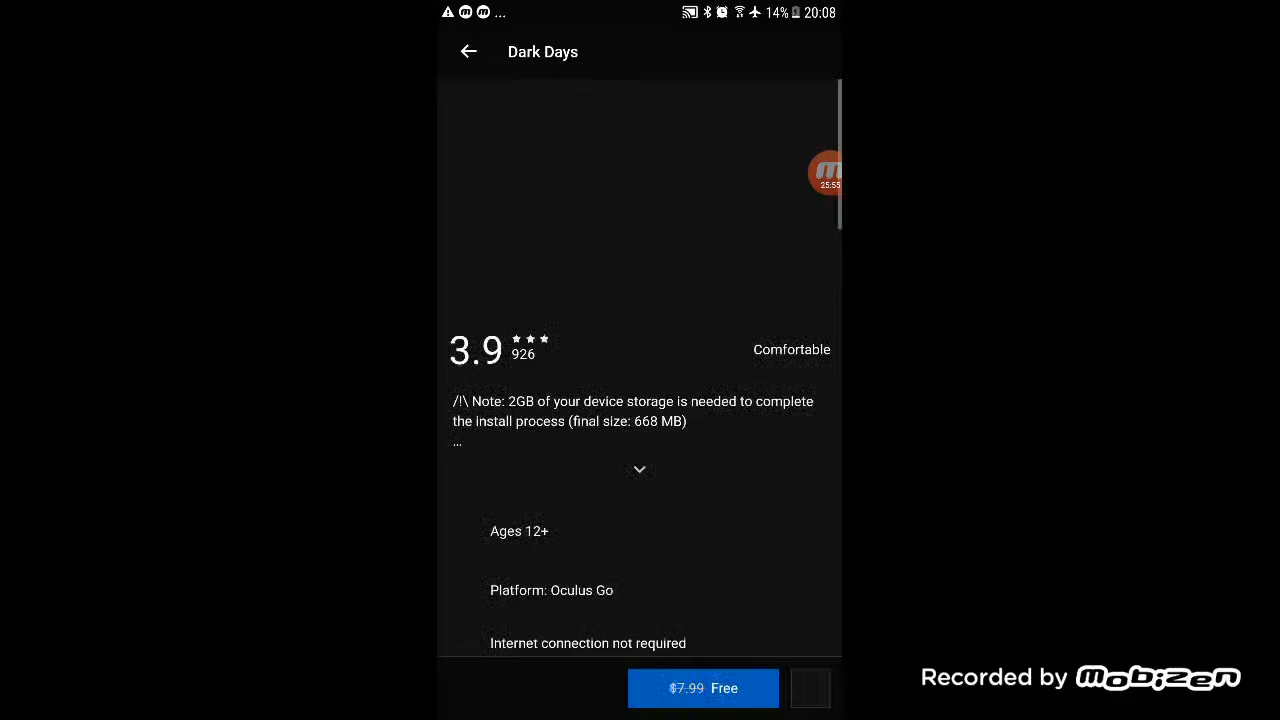 ... 14% 20:08
Dark Days
25:55
3.9
926
Comfortable
/!\ Note: 2GB of your device storage is needed to complete
the install process (final size: 668 MB)
...
Ages 12+
Platform: Oculus Go
Internet connection not required
$7.99 Free
Recorded by mobizen